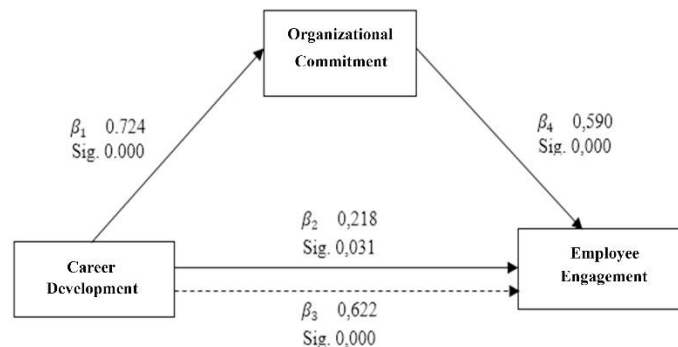 Organizational
Commitment
β₁ 0.724
Sig. 0.000
β₄ 0,590
Sig. 0,000
β₂ 0,218
Sig. 0,031
Career
Development
Employee
Engagement
β₃ 0,622
Sig. 0,000